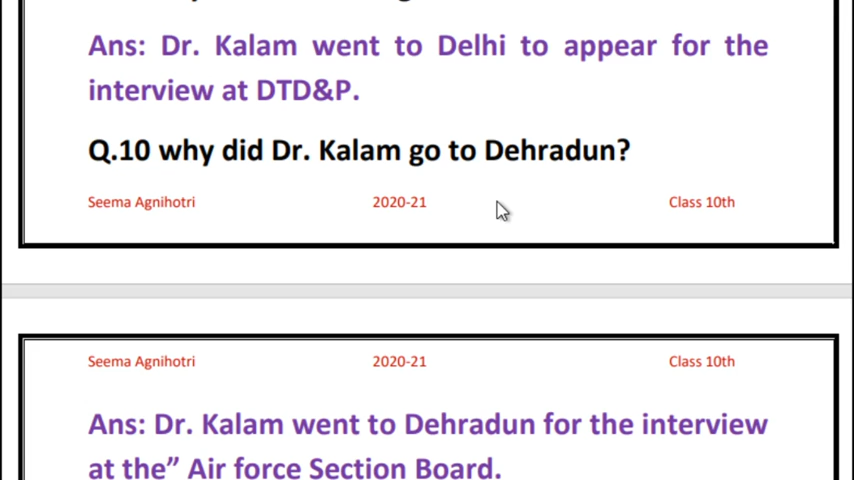 Ans: Dr. Kalam went to Delhi to appear for the
interview at DTD&P.
Q.10 why did Dr. Kalam go to Dehradun?
Seema Agnihotri 2020-21 Class 10th
Seema Agnihotri 2020-21 Class 10th
Ans: Dr. Kalam went to Dehradun for the interview
at the” Air force Section Board.